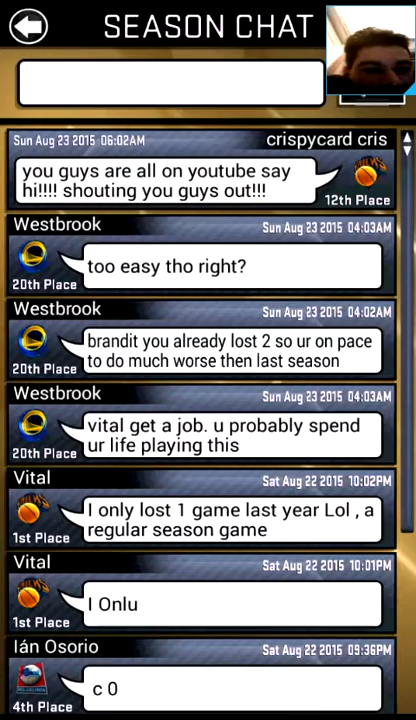 SEASON CHAT
Sun Aug 23 2015 06:02AM
crispycard cris
you guys are all on youtube say
hi!!!! shouting you guys out!!!
12th Place
Westbrook
Sun Aug 23 2015 04:03AM
too easy tho right?
20th Place
Westbrook
Sun Aug 23 2015 04:02AM
brandit you already lost 2 so ur on pace
to do much worse then last season
20th Place
Westbrook
Sun Aug 23 2015 04:03AM
vital get a job. u probably spend
ur life playing this
20th Place
Vital
Sat Aug 22 2015 10:02PM
I only lost 1 game last year Lol , a
regular season game
1st Place
Vital
Sat Aug 22 2015 10:01PM
I Onlu
1st Place
Ián Osorio
Sat Aug 22 2015 09:36PM
c 0
4th Place